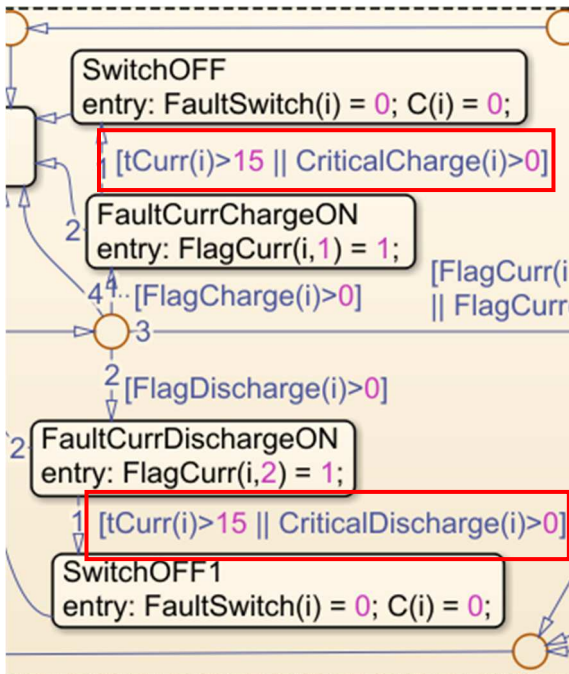 SwitchOFF
entry: FaultSwitch(i) = 0; C(i) = 0;
1 [tCurr(i)>15 || CriticalCharge(i)>0]
FaultCurrChargeON
2
entry: FlagCurr(i,1) = 1;
[FlagCurr(i
4 1 [FlagCharge(i)>0]
|| FlagCurr
3
2 [FlagDischarge(i)>0]
FaultCurrDischargeON
2
entry: FlagCurr(i,2) = 1;
1 [tCurr(i)>15 || CriticalDischarge(i)>0]
SwitchOFF1
entry: FaultSwitch(i) = 0; C(i) = 0;